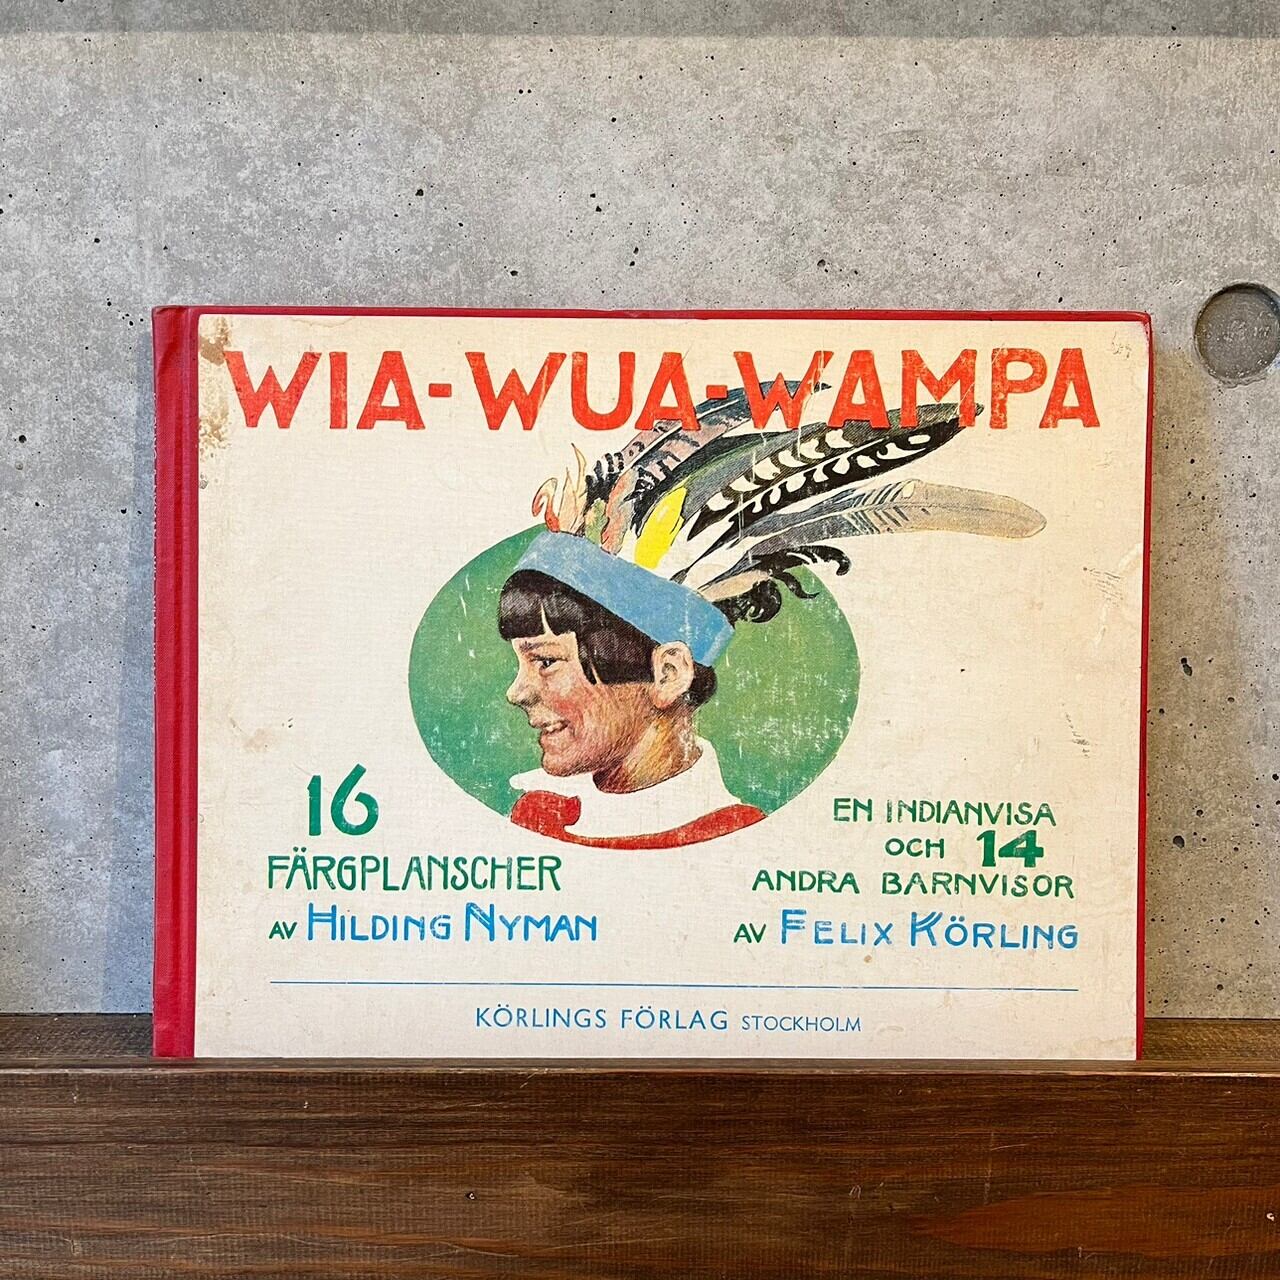 WIA-WUA-WAMPA
16
FÄRGPLANSCHER
AV HILDING NYMAN
EN INDIANVISA
OCH 14
ANDRA BARNVISOR
AV FELIX KÖRLING
KÖRLINGS FÖRLAG STOCKHOLM